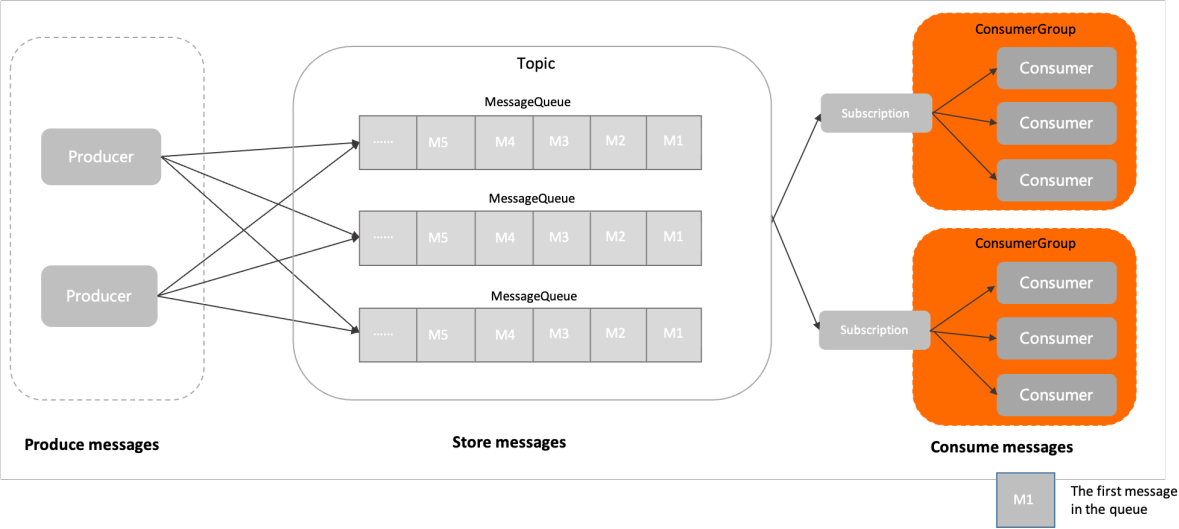 Producer
Producer
Produce messages
Topic
MessageQueue
...... M5 M4 M3 M2 M1
MessageQueue
...... M5 M4 M3 M2 M1
MessageQueue
...... M5 M4 M3 M2 M1
Store messages
Subscription
ConsumerGroup
Consumer
Consumer
Consumer
Subscription
ConsumerGroup
Consumer
Consumer
Consumer
Consume messages
M1
The first message
in the queue